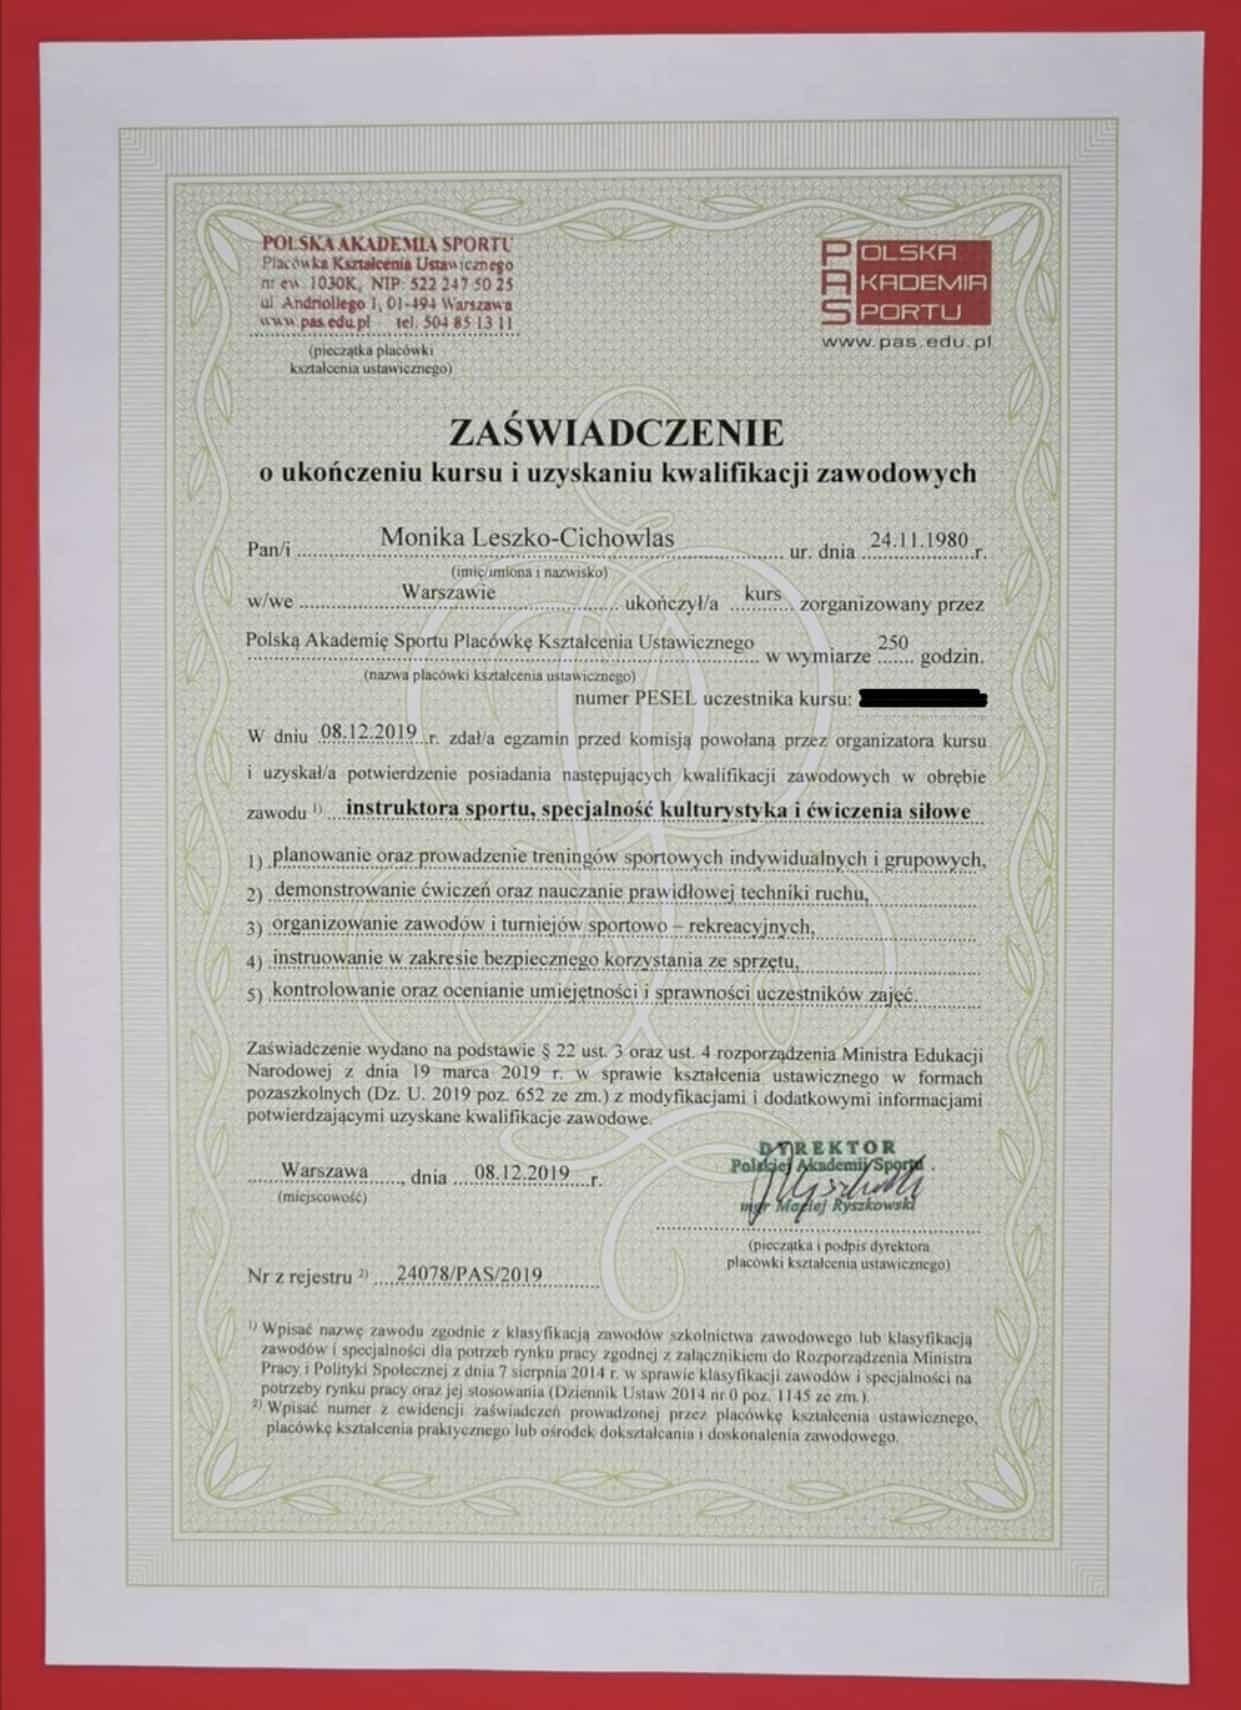 POLSKA AKADEMIA SPORTU
Placówka Kształcenia Ustawicznego
nr ew. 1030K, NIP: 522 247 50 25
ul. Andriollego 1, 01-494 Warszawa
www.pas.edu.pl tel. 504 85 13 11
(pieczątka placówki
kształcenia ustawicznego)
POLSKA
AKADEMIA
SPORTU
www.pas.edu.pl
ZAŚWIADCZENIE
o ukończeniu kursu i uzyskaniu kwalifikacji zawodowych
Pan/i Monika Leszko-Cichowlas ur. dnia 24.11.1980 r.
(imię/imiona i nazwisko)
w/we Warszawie ukończył/a kurs zorganizowany przez
Polską Akademię Sportu Placówkę Kształcenia Ustawicznego w wymiarze 250 godzin.
(nazwa placówki kształcenia ustawicznego)
numer PESEL uczestnika kursu:
W dniu 08.12.2019 r. zdał/a egzamin przed komisją powołaną przez organizatora kursu
i uzyskał/a potwierdzenie posiadania następujących kwalifikacji zawodowych w obrębie
zawodu 1) instruktora sportu, specjalność kulturystyka i ćwiczenia siłowe
1) planowanie oraz prowadzenie treningów sportowych indywidualnych i grupowych,
2) demonstrowanie ćwiczeń oraz nauczanie prawidłowej techniki ruchu,
3) organizowanie zawodów i turniejów sportowo – rekreacyjnych,
4) instruowanie w zakresie bezpiecznego korzystania ze sprzętu,
5) kontrolowanie oraz ocenianie umiejętności i sprawności uczestników zajęć.
Zaświadczenie wydano na podstawie § 22 ust. 3 oraz ust. 4 rozporządzenia Ministra Edukacji
Narodowej z dnia 19 marca 2019 r. w sprawie kształcenia ustawicznego w formach
pozaszkolnych (Dz. U. 2019 poz. 652 ze zm.) z modyfikacjami i dodatkowymi informacjami
potwierdzającymi uzyskane kwalifikacje zawodowe.
Warszawa, dnia 08.12.2019 r.
(miejscowość)
DYREKTOR
Polskiej Akademii Sportu
mgr Maciej Ryszkowski
(pieczątka i podpis dyrektora
placówki kształcenia ustawicznego)
Nr z rejestru 2) 24078/PAS/2019
1) Wpisać nazwę zawodu zgodnie z klasyfikacją zawodów szkolnictwa zawodowego lub klasyfikacją
zawodów i specjalności dla potrzeb rynku pracy zgodnej z załącznikiem do Rozporządzenia Ministra
Pracy i Polityki Społecznej z dnia 7 sierpnia 2014 r. w sprawie klasyfikacji zawodów i specjalności na
potrzeby rynku pracy oraz jej stosowania (Dziennik Ustaw 2014 nr 0 poz. 1145 ze zm.).
2) Wpisać numer z ewidencji zaświadczeń prowadzonej przez placówkę kształcenia ustawicznego,
placówkę kształcenia praktycznego lub ośrodek dokształcania i doskonalenia zawodowego.